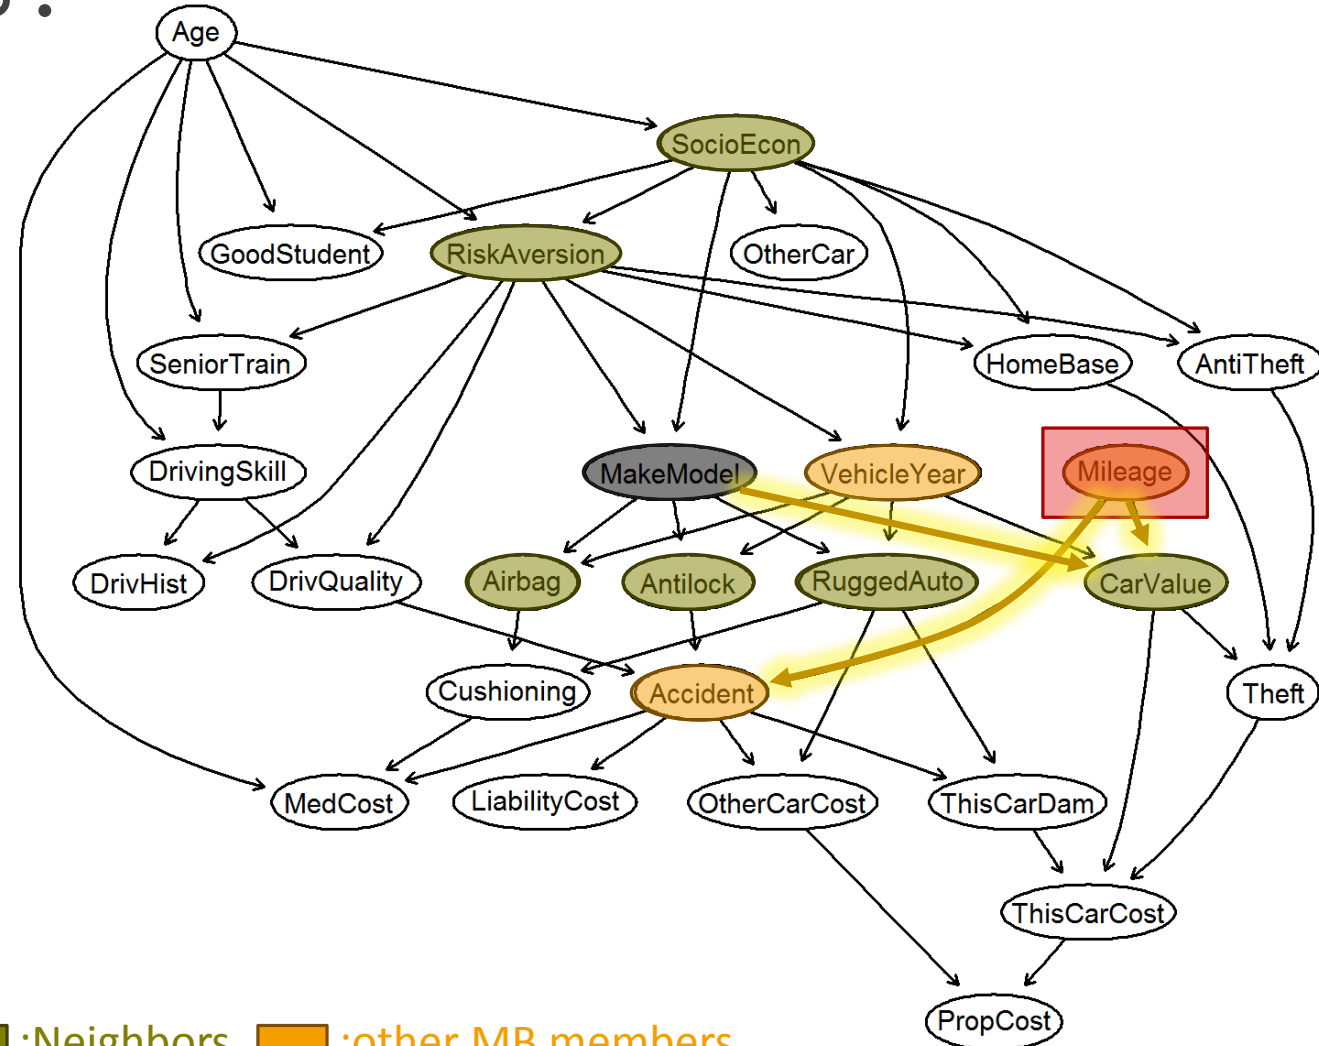 Age
SocioEcon
GoodStudent
RiskAversion
OtherCar
SeniorTrain
HomeBase
AntiTheft
DrivingSkill
MakeModel
VehicleYear
Mileage
DrivHist
DrivQuality
Airbag
Antilock
RuggedAuto
CarValue
Cushioning
Accident
Theft
MedCost
LiabilityCost
OtherCarCost
ThisCarDam
ThisCarCost
PropCost
:Neighbors :other MB members